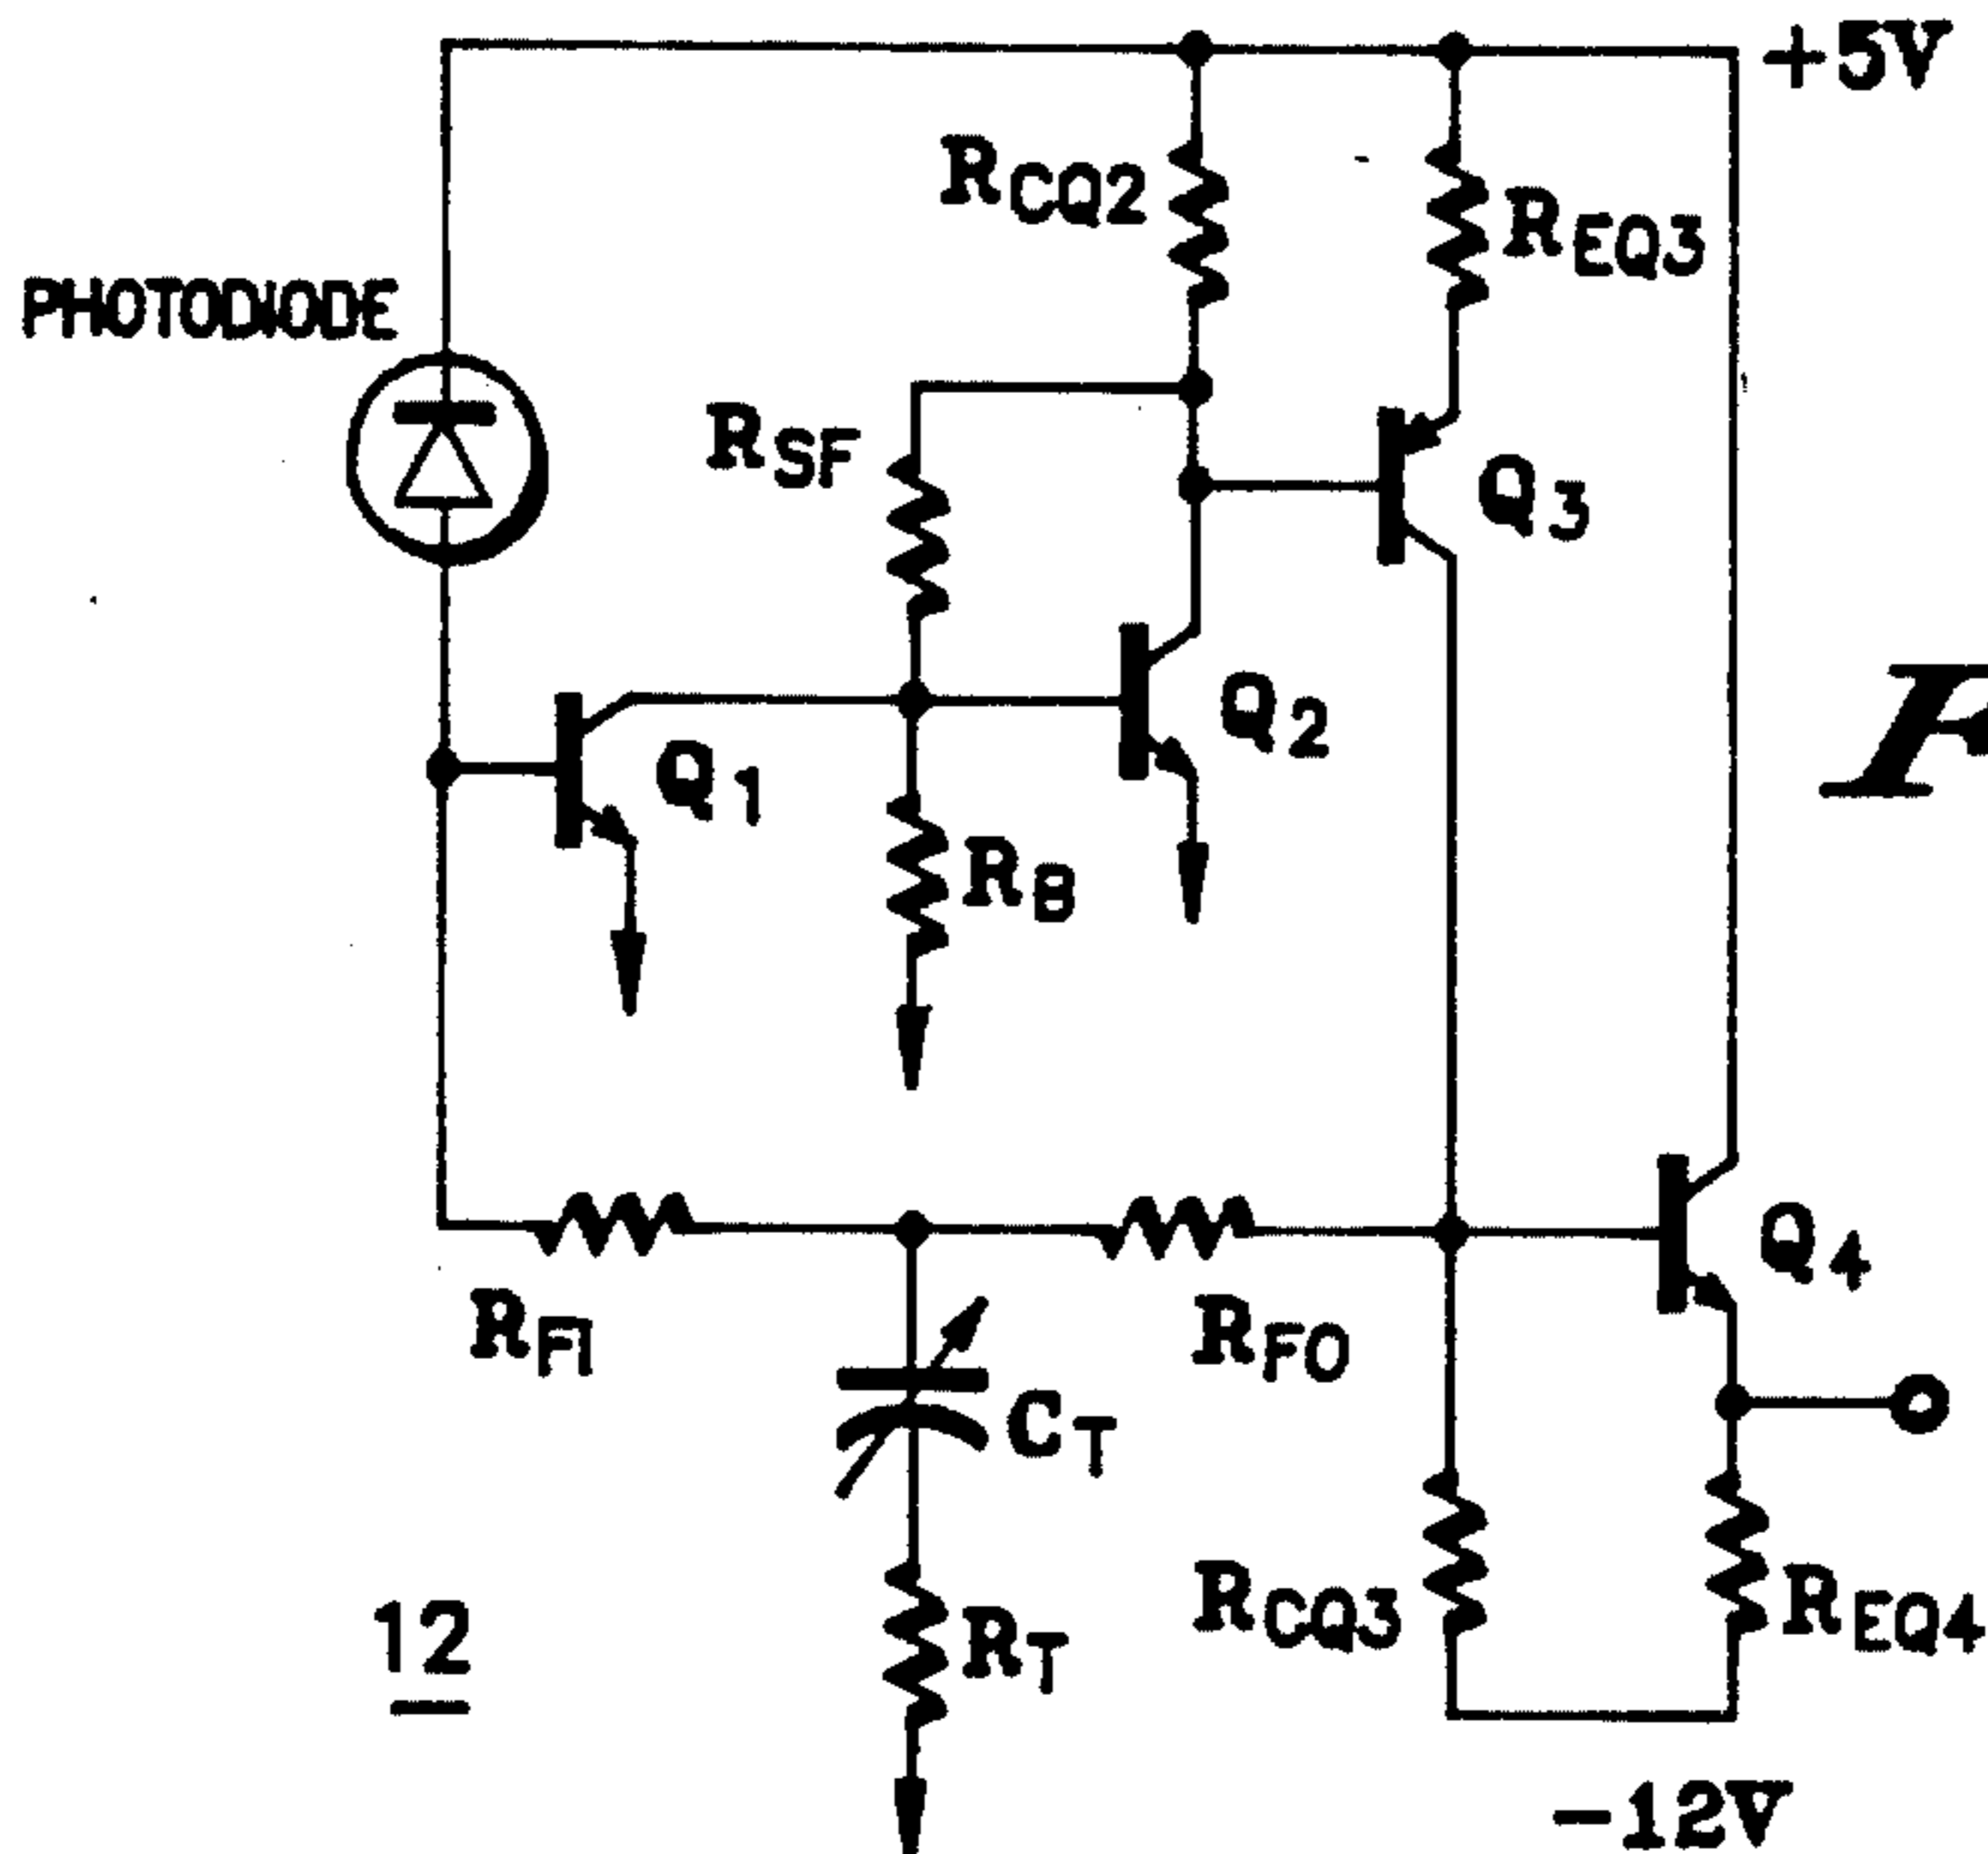 +5V
RCQ2
REQ3
PHOTODIODE
RSF
Q3
Q2
Q1
RB
Q4
RFI
RFO
CT
RCQ3
REQ4
RT
12
-12V